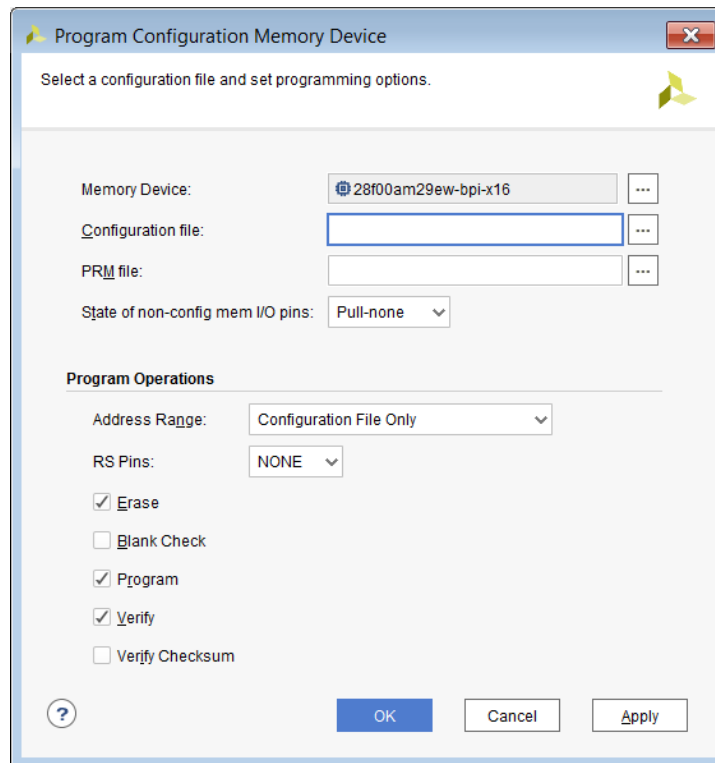 Program Configuration Memory Device
Select a configuration file and set programming options.
Memory Device: 28f00am29ew-bpi-x16 ...
Configuration file: ...
PRM file: ...
State of non-config mem I/O pins: Pull-none
Program Operations
Address Range: Configuration File Only
RS Pins: NONE
Erase
Blank Check
Program
Verify
Verify Checksum
? OK Cancel Apply